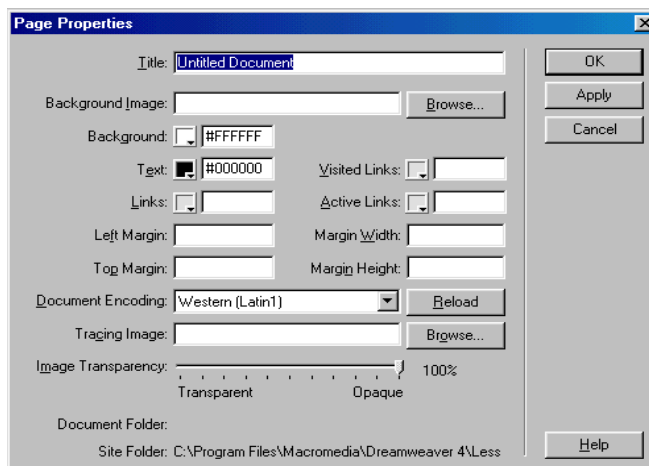 Page Properties
Title: Untitled Document
OK
Background Image: Browse...
Apply
Background: #FFFFFF
Cancel
Text: #000000 Visited Links:
Links: Active Links:
Left Margin: Margin Width:
Top Margin: Margin Height:
Document Encoding: Western (Latin1) Reload
Tracing Image: Browse...
Image Transparency: 100%
Transparent Opaque
Document Folder:
Site Folder: C:\Program Files\Macromedia\Dreamweaver 4\Less
Help